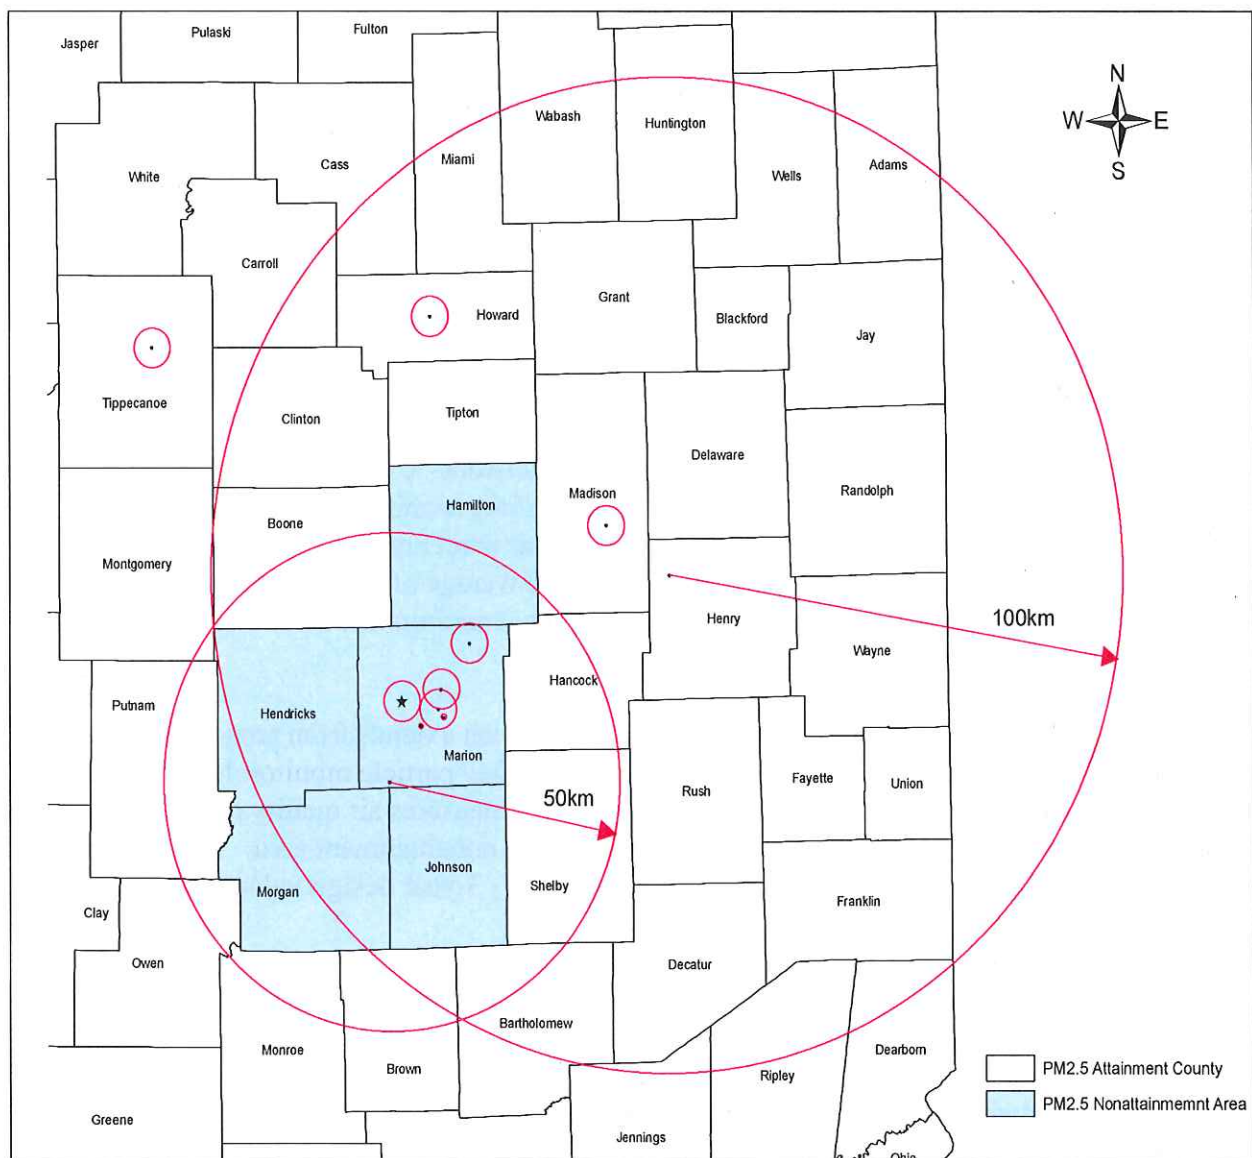 Jasper
Pulaski
Fulton
N
W E
S
Wabash
Huntington
Miami
Cass
White
Wells
Adams
Carroll
Grant
Blackford
Howard
Jay
Tippecanoe
Clinton
Tipton
Delaware
Randolph
Madison
Hamilton
Boone
Montgomery
100km
Henry
Wayne
Hancock
Putnam
Hendricks
Marion
50km
Rush
Fayette
Union
Johnson
Shelby
Morgan
Franklin
Clay
Owen
Decatur
Bartholomew
Monroe
Brown
Dearborn
Ripley
Greene
Jennings
Ohio
PM2.5 Attainment County
PM2.5 Nonattainmemnt Area